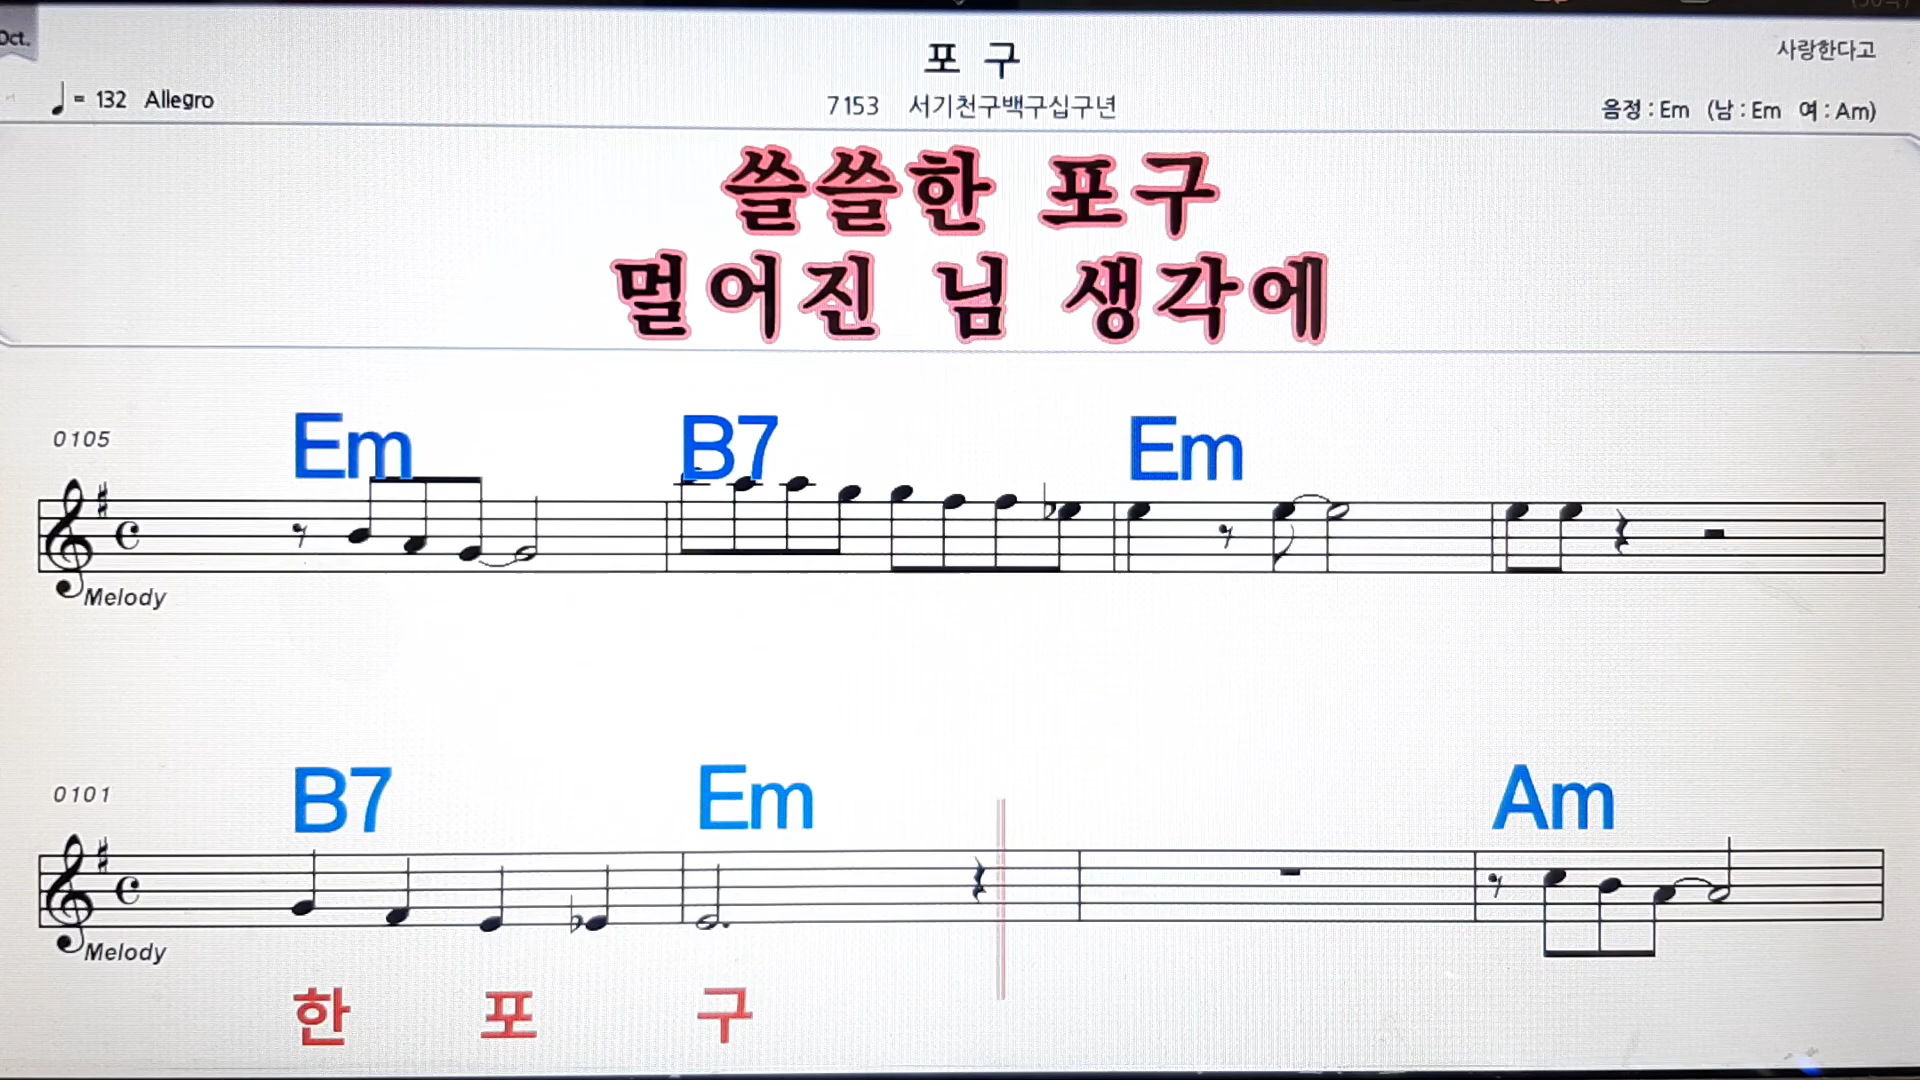 Oct.
포 구
사랑한다고
= 132 Allegro
7153 서기천구백구십구년
음정 : Em (남 : Em 여 : Am)
쓸쓸한 포구
멀어진 님 생각에
0105
Em B7 Em
Melody
0101
B7 Em Am
Melody
한 포 구